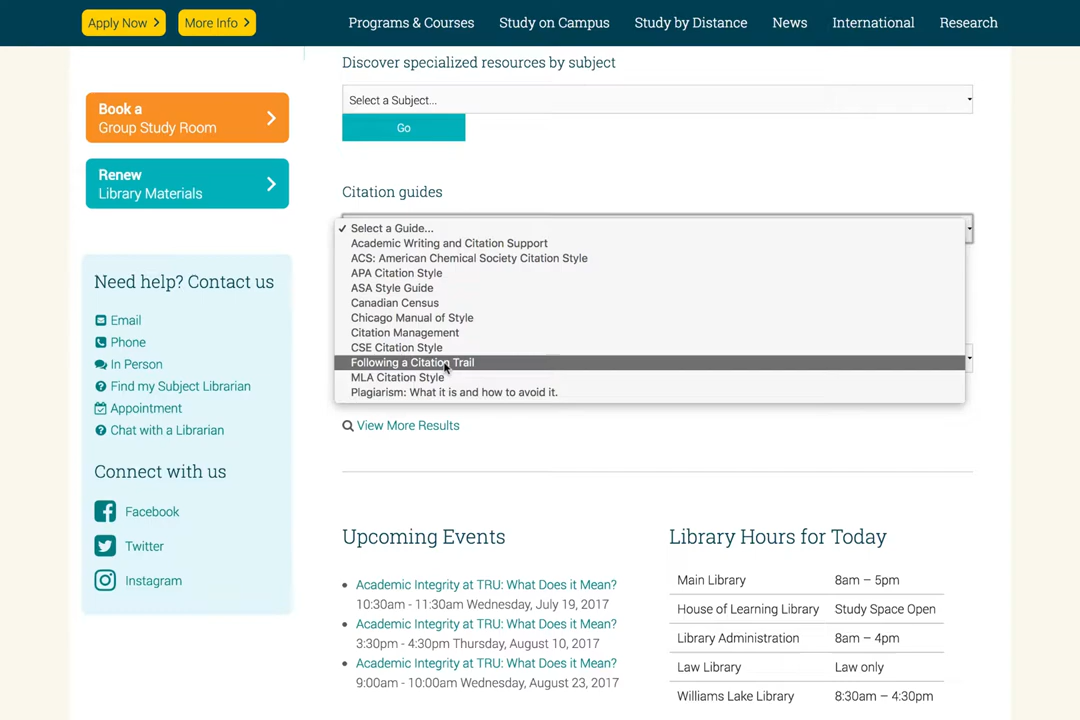 Apply Now
More Info
Programs & Courses
Study on Campus
Study by Distance
News
International
Research
Book a
Group Study Room
Renew
Library Materials
Need help? Contact us
Email
Phone
In Person
Find my Subject Librarian
Appointment
Chat with a Librarian
Connect with us
Facebook
Twitter
Instagram
Discover specialized resources by subject
Select a Subject...
Go
Citation guides
Select a Guide...
Academic Writing and Citation Support
ACS: American Chemical Society Citation Style
APA Citation Style
ASA Style Guide
Canadian Census
Chicago Manual of Style
Citation Management
CSE Citation Style
Following a Citation Trail
MLA Citation Style
Plagiarism: What it is and how to avoid it.
View More Results
Upcoming Events
Academic Integrity at TRU: What Does it Mean?
10:30am - 11:30am Wednesday, July 19, 2017
Academic Integrity at TRU: What Does it Mean?
3:30pm - 4:30pm Thursday, August 10, 2017
Academic Integrity at TRU: What Does it Mean?
9:00am - 10:00am Wednesday, August 23, 2017
Library Hours for Today
Main Library 8am – 5pm
House of Learning Library Study Space Open
Library Administration 8am – 4pm
Law Library Law only
Williams Lake Library 8:30am – 4:30pm